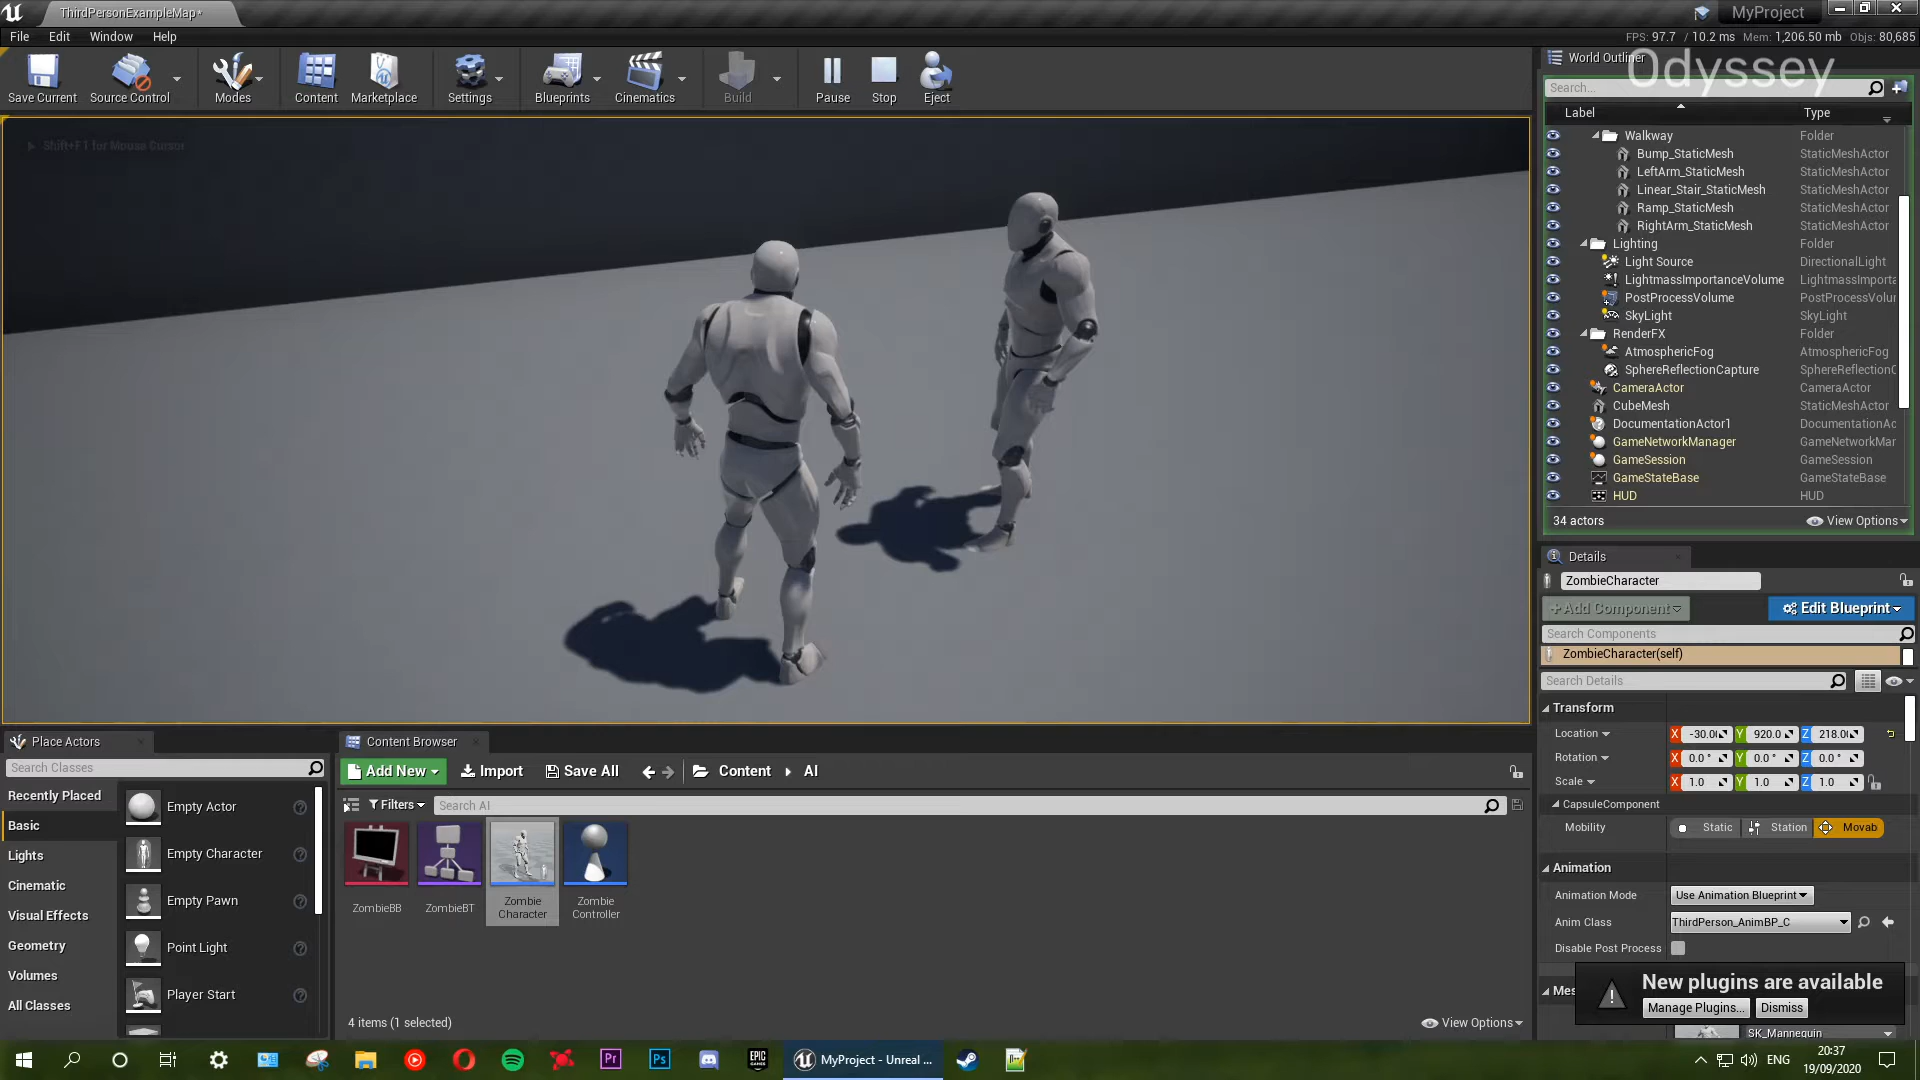 ThirdPersonExampleMap*
MyProject
File Edit Window Help
FPS: 97.7 / 10.2 ms Mem: 1,206.50 mb Objs: 80,685
Save Current Source Control Modes Content Marketplace Settings Blueprints Cinematics Build Pause Stop Eject
Shift+F1 for Mouse Cursor
World Outliner
Odyssey
Search...
Label Type
Walkway Folder
Bump_StaticMesh StaticMeshActor
LeftArm_StaticMesh StaticMeshActor
Linear_Stair_StaticMesh StaticMeshActor
Ramp_StaticMesh StaticMeshActor
RightArm_StaticMesh StaticMeshActor
Lighting Folder
Light Source DirectionalLight
LightmassImportanceVolume LightmassImporta
PostProcessVolume PostProcessVolur
SkyLight SkyLight
RenderFX Folder
AtmosphericFog AtmosphericFog
SphereReflectionCapture SphereReflectionC
CameraActor CameraActor
CubeMesh StaticMeshActor
DocumentationActor1 DocumentationAc
GameNetworkManager GameNetworkMar
GameSession GameSession
GameStateBase GameStateBase
HUD HUD
34 actors View Options
Details
ZombieCharacter
+Add Component Edit Blueprint
Search Components
ZombieCharacter(self)
Search Details
Transform
Location X -30.0 Y 920.0 Z 218.0
Rotation X 0.0 ° Y 0.0 ° Z 0.0 °
Scale X 1.0 Y 1.0 Z 1.0
CapsuleComponent
Mobility Static Station Movab
Animation
Animation Mode Use Animation Blueprint
Anim Class ThirdPerson_AnimBP_C
Disable Post Process
Mes
New plugins are available
Manage Plugins... Dismiss
SK_Mannequin
Place Actors
Search Classes
Recently Placed
Basic
Lights
Cinematic
Visual Effects
Geometry
Volumes
All Classes
Empty Actor
Empty Character
Empty Pawn
Point Light
Player Start
Content Browser
Add New Import Save All Content AI
Filters Search AI
ZombieBB ZombieBT Zombie Character Zombie Controller
4 items (1 selected) View Options
Pr Ps EPIC GAMES MyProject - Unreal ... ENG 20:37
19/09/2020